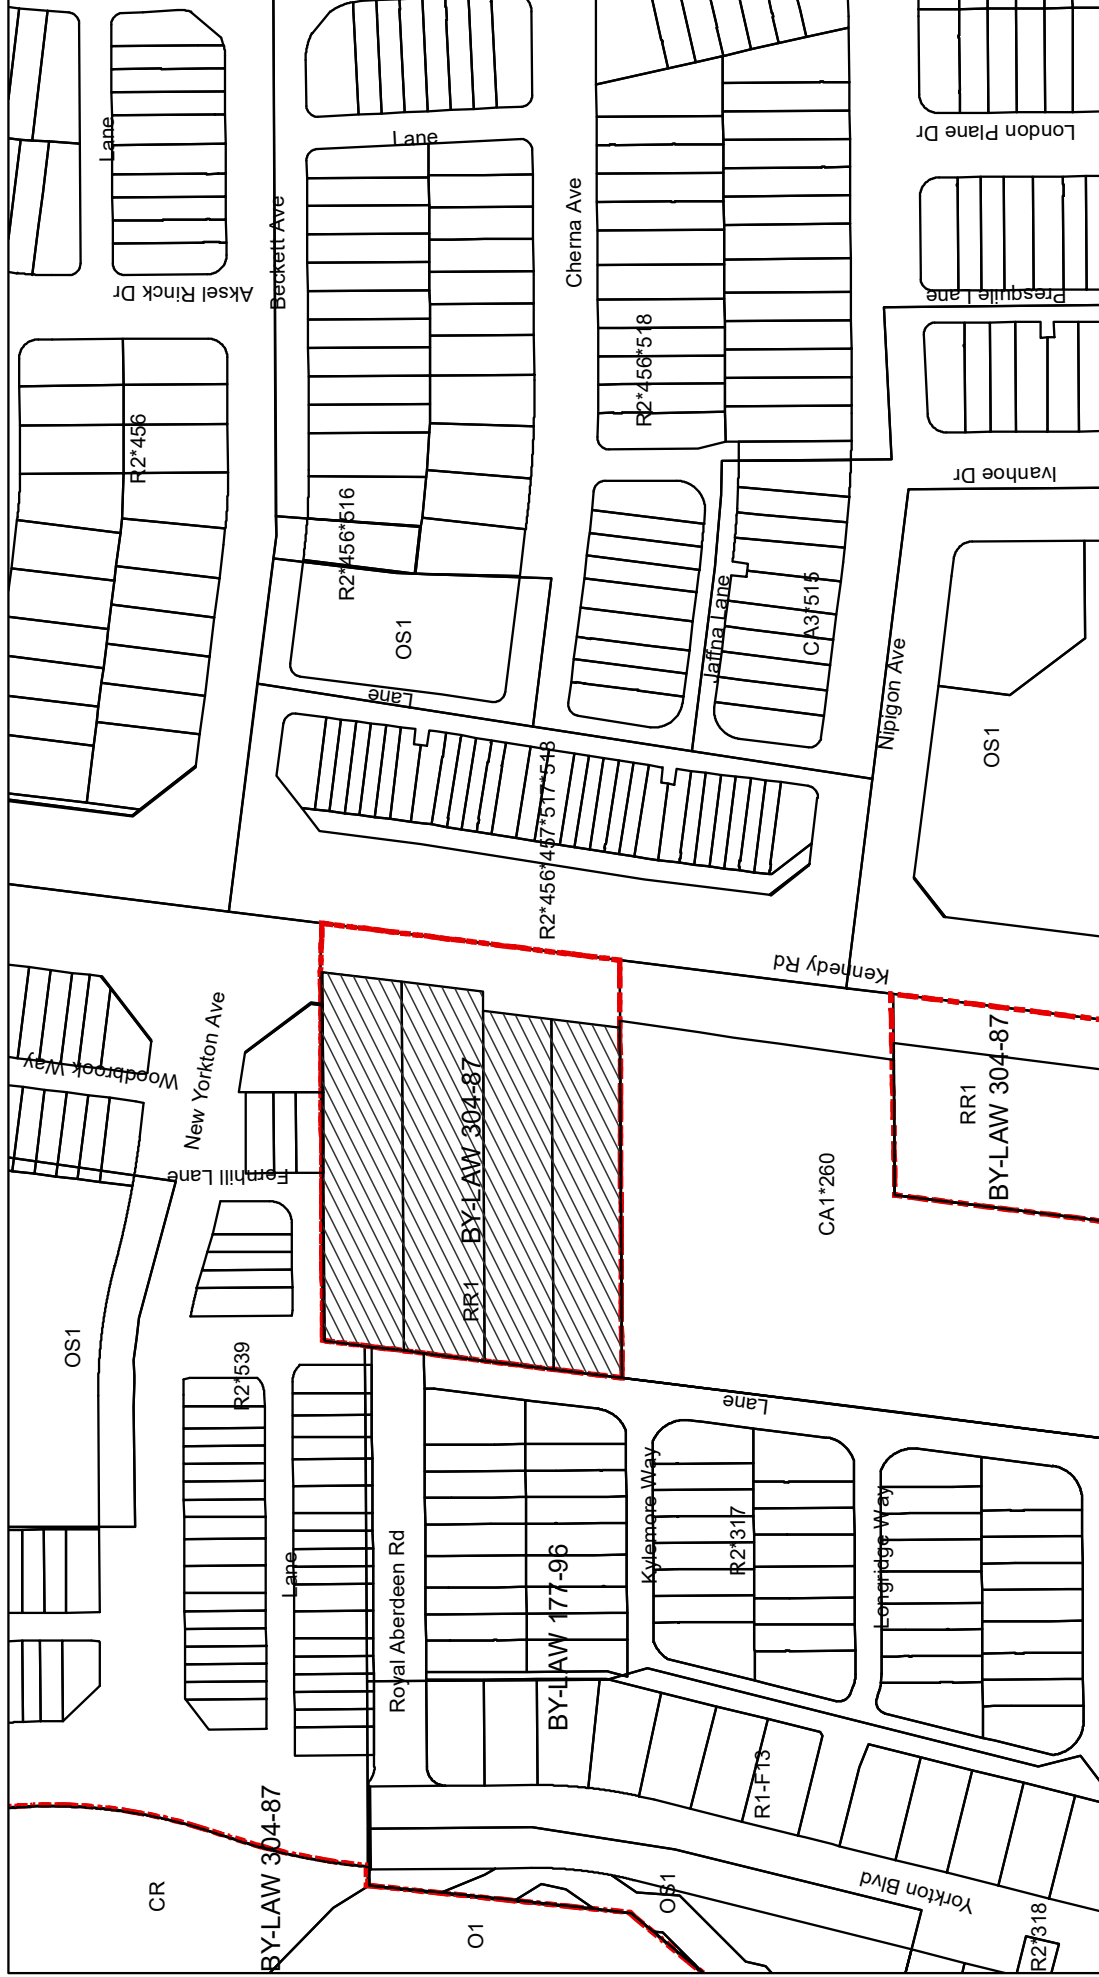 Lane
Lane
London Plane Dr
Beckett Ave
Cherna Ave
Aksel Rinck Dr
Presquile Lane
R2*456
R2*456*518
Ivanhoe Dr
R2*456*516
OS1
Jaffna Lane
CA3*515
Lane
Nipigon Ave
OS1
R2*456*457*517*518
Kennedy Rd
Woodbrook Way
New Yorkton Ave
Fernhill Lane
RR1 BY-LAW 304-87
RR1
BY-LAW 304-87
CA1*260
OS1
R2*539
Lane
Lane
Royal Aberdeen Rd
Kylemore Way
R2*317
Longridge Way
BY-LAW 177-96
R1-F13
BY-LAW 304-87
CR
O1
OS1
Yorkton Blvd
R2*318